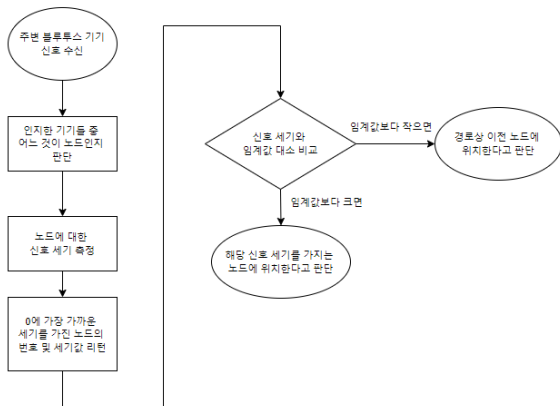 주변 블루투스 기기
신호 수신
인지한 기기들 중
어느 것이 노드인지
판단
노드에 대한
신호 세기 측정
0에 가장 가까운
세기를 가진 노드의
번호 및 세기값 리턴
신호 세기와
임계값 대소 비교
임계값보다 작으면
경로상 이전 노드에
위치한다고 판단
임계값보다 크면
해당 신호 세기를 가지는
노드에 위치한다고 판단